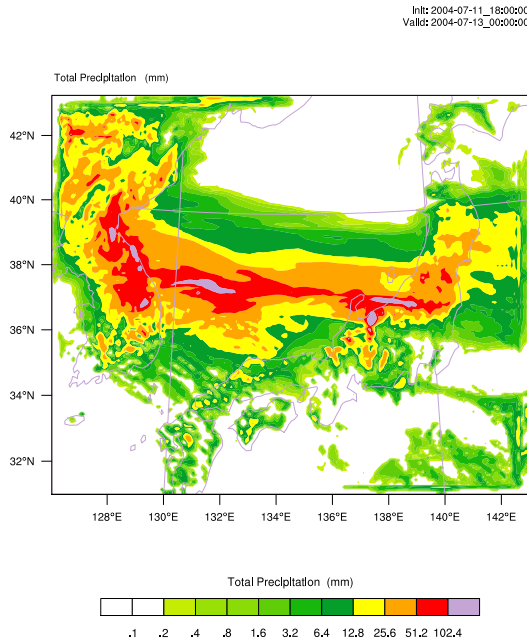 Init: 2004-07-11_18:00:00
Valid: 2004-07-13_00:00:00
Total Precipitation (mm)
42°N
40°N
38°N
36°N
34°N
32°N
128°E 130°E 132°E 134°E 136°E 138°E 140°E 142°E
Total Precipitation (mm)
.1 .2 .4 .8 1.6 3.2 6.4 12.8 25.6 51.2 102.4